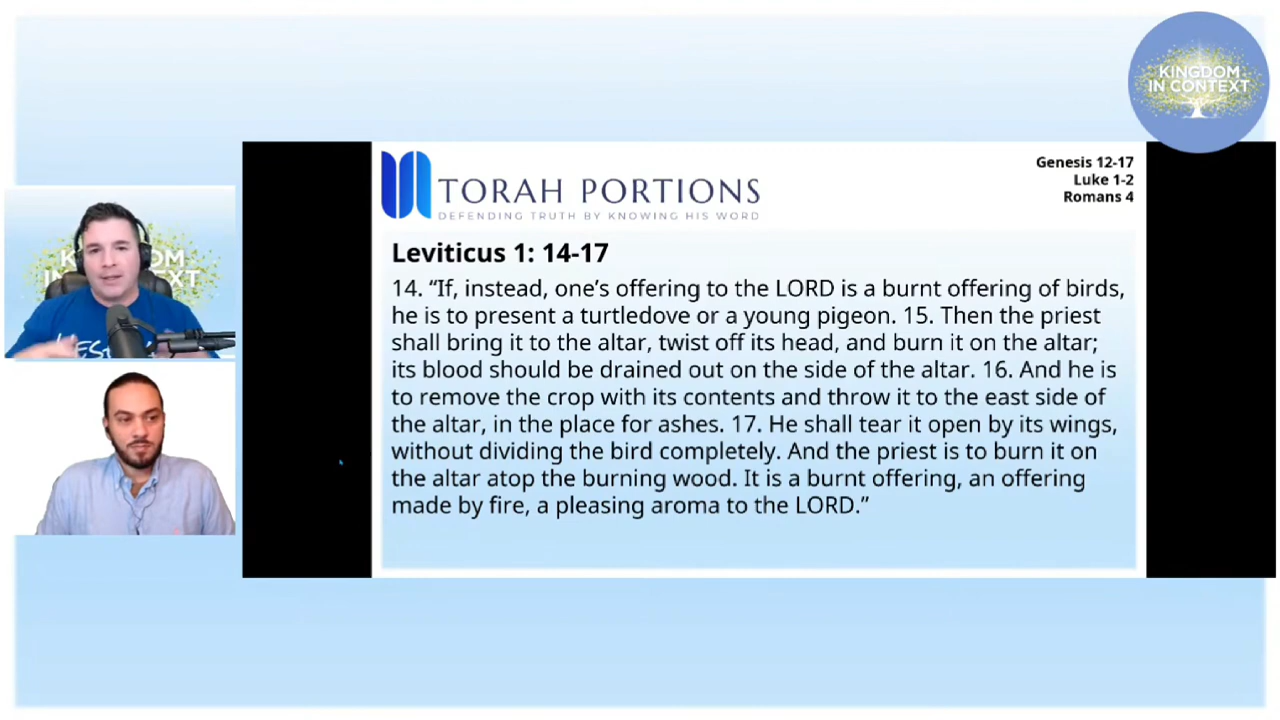 KINGDOM
IN CONTEXT
TORAH PORTIONS
DEFENDING TRUTH BY KNOWING HIS WORD
Genesis 12-17
Luke 1-2
Romans 4
Leviticus 1: 14-17
14. “If, instead, one’s offering to the LORD is a burnt offering of birds,
he is to present a turtledove or a young pigeon. 15. Then the priest
shall bring it to the altar, twist off its head, and burn it on the altar;
its blood should be drained out on the side of the altar. 16. And he is
to remove the crop with its contents and throw it to the east side of
the altar, in the place for ashes. 17. He shall tear it open by its wings,
without dividing the bird completely. And the priest is to burn it on
the altar atop the burning wood. It is a burnt offering, an offering
made by fire, a pleasing aroma to the LORD.”